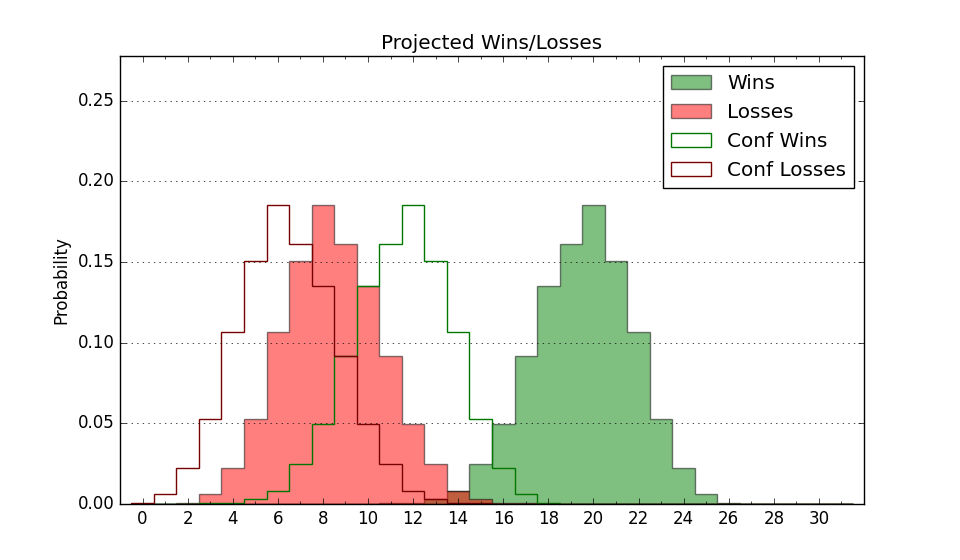 Projected Wins/Losses
Wins
Losses
Conf Wins
Conf Losses
Probability
0.25
0.20
0.15
0.10
0.05
0.00
0 2 4 6 8 10 12 14 16 18 20 22 24 26 28 30